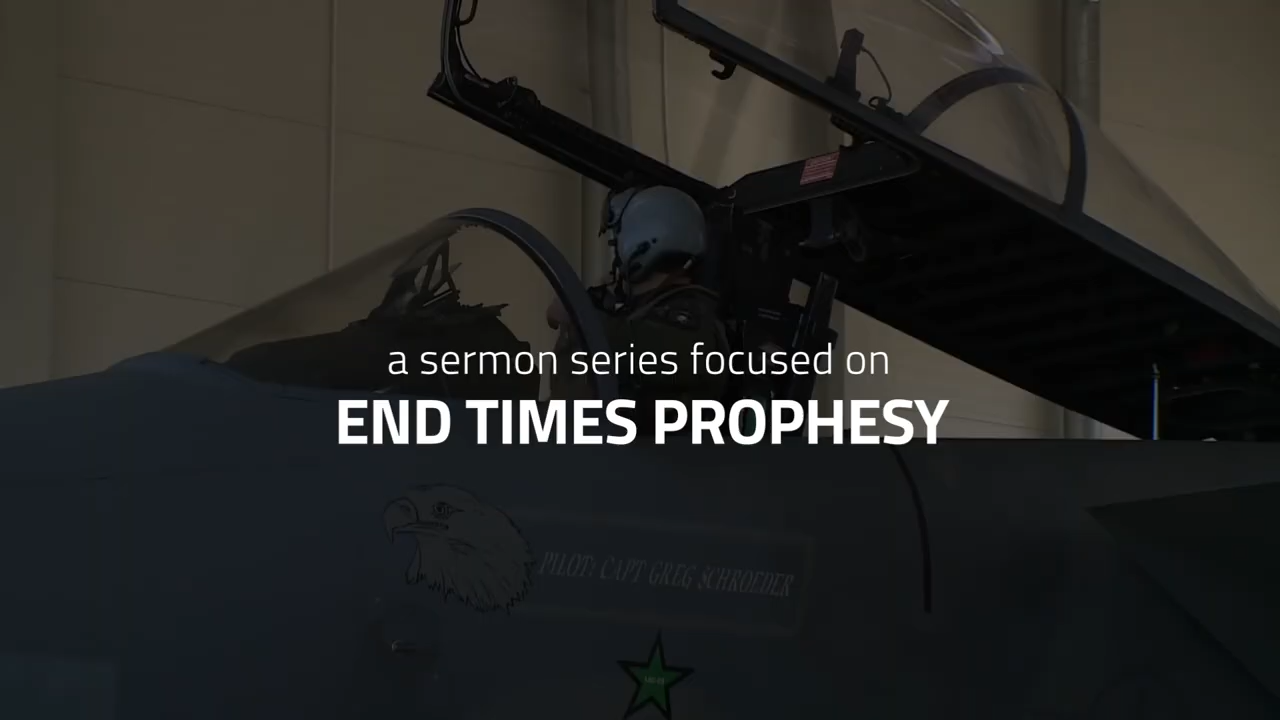 a sermon series focused on
END TIMES PROPHESY
PILOT: CAPT GREG SCHROEDER